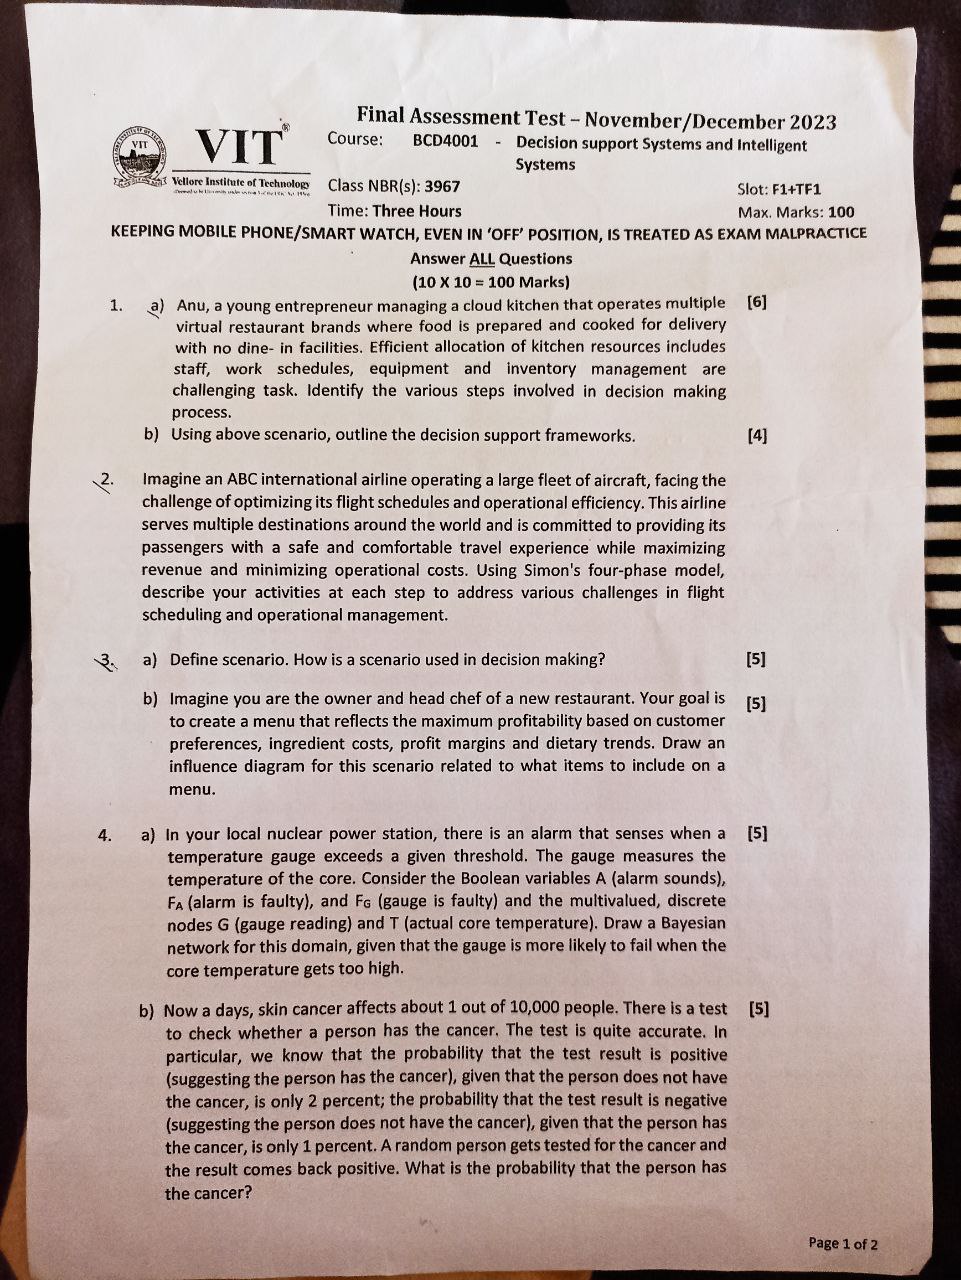 Final Assessment Test – November/December 2023
Course: BCD4001 - Decision support Systems and Intelligent
Systems
VIT®
VIT
Vellore Institute of Technology
Class NBR(s): 3967
Slot: F1+TF1
Time: Three Hours
Max. Marks: 100
KEEPING MOBILE PHONE/SMART WATCH, EVEN IN ‘OFF’ POSITION, IS TREATED AS EXAM MALPRACTICE
Answer ALL Questions
(10 X 10 = 100 Marks)
1. a) Anu, a young entrepreneur managing a cloud kitchen that operates multiple [6]
virtual restaurant brands where food is prepared and cooked for delivery
with no dine- in facilities. Efficient allocation of kitchen resources includes
staff, work schedules, equipment and inventory management are
challenging task. Identify the various steps involved in decision making
process.
b) Using above scenario, outline the decision support frameworks. [4]
2. Imagine an ABC international airline operating a large fleet of aircraft, facing the
challenge of optimizing its flight schedules and operational efficiency. This airline
serves multiple destinations around the world and is committed to providing its
passengers with a safe and comfortable travel experience while maximizing
revenue and minimizing operational costs. Using Simon's four-phase model,
describe your activities at each step to address various challenges in flight
scheduling and operational management.
3. a) Define scenario. How is a scenario used in decision making? [5]
b) Imagine you are the owner and head chef of a new restaurant. Your goal is [5]
to create a menu that reflects the maximum profitability based on customer
preferences, ingredient costs, profit margins and dietary trends. Draw an
influence diagram for this scenario related to what items to include on a
menu.
4. a) In your local nuclear power station, there is an alarm that senses when a [5]
temperature gauge exceeds a given threshold. The gauge measures the
temperature of the core. Consider the Boolean variables A (alarm sounds),
FA (alarm is faulty), and FG (gauge is faulty) and the multivalued, discrete
nodes G (gauge reading) and T (actual core temperature). Draw a Bayesian
network for this domain, given that the gauge is more likely to fail when the
core temperature gets too high.
b) Now a days, skin cancer affects about 1 out of 10,000 people. There is a test [5]
to check whether a person has the cancer. The test is quite accurate. In
particular, we know that the probability that the test result is positive
(suggesting the person has the cancer), given that the person does not have
the cancer, is only 2 percent; the probability that the test result is negative
(suggesting the person does not have the cancer), given that the person has
the cancer, is only 1 percent. A random person gets tested for the cancer and
the result comes back positive. What is the probability that the person has
the cancer?
Page 1 of 2